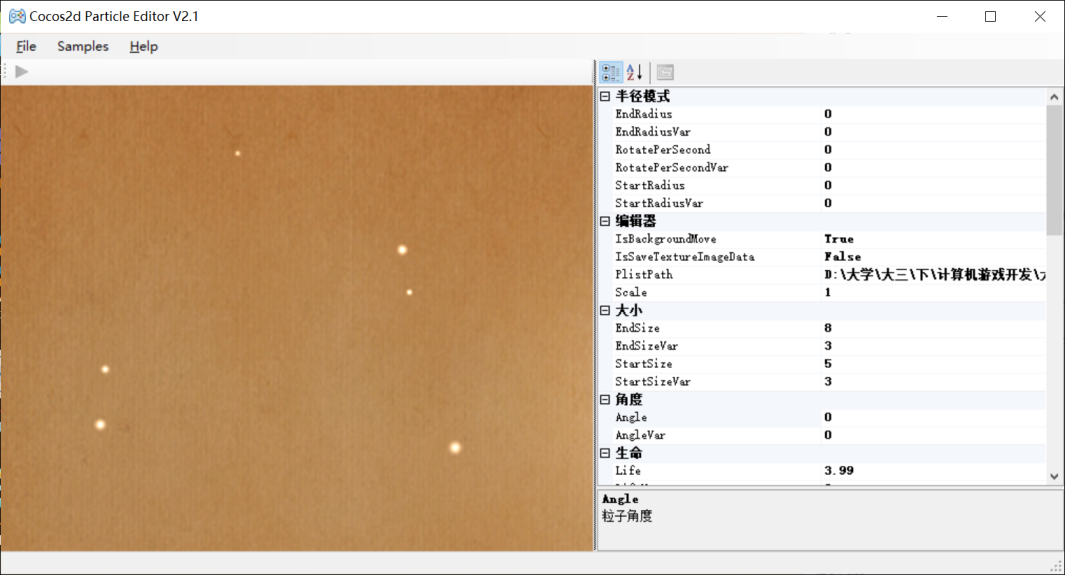 Cocos2d Particle Editor V2.1
File Samples Help
半径模式
EndRadius 0
EndRadiusVar 0
RotatePerSecond 0
RotatePerSecondVar 0
StartRadius 0
StartRadiusVar 0
编辑器
IsBackgroundMove True
IsSaveTextureImageData False
PlistPath D:\大学\大三\下\计算机游戏开发\
Scale 1
大小
EndSize 8
EndSizeVar 3
StartSize 5
StartSizeVar 3
角度
Angle 0
AngleVar 0
生命
Life 3.99
Angle
粒子角度